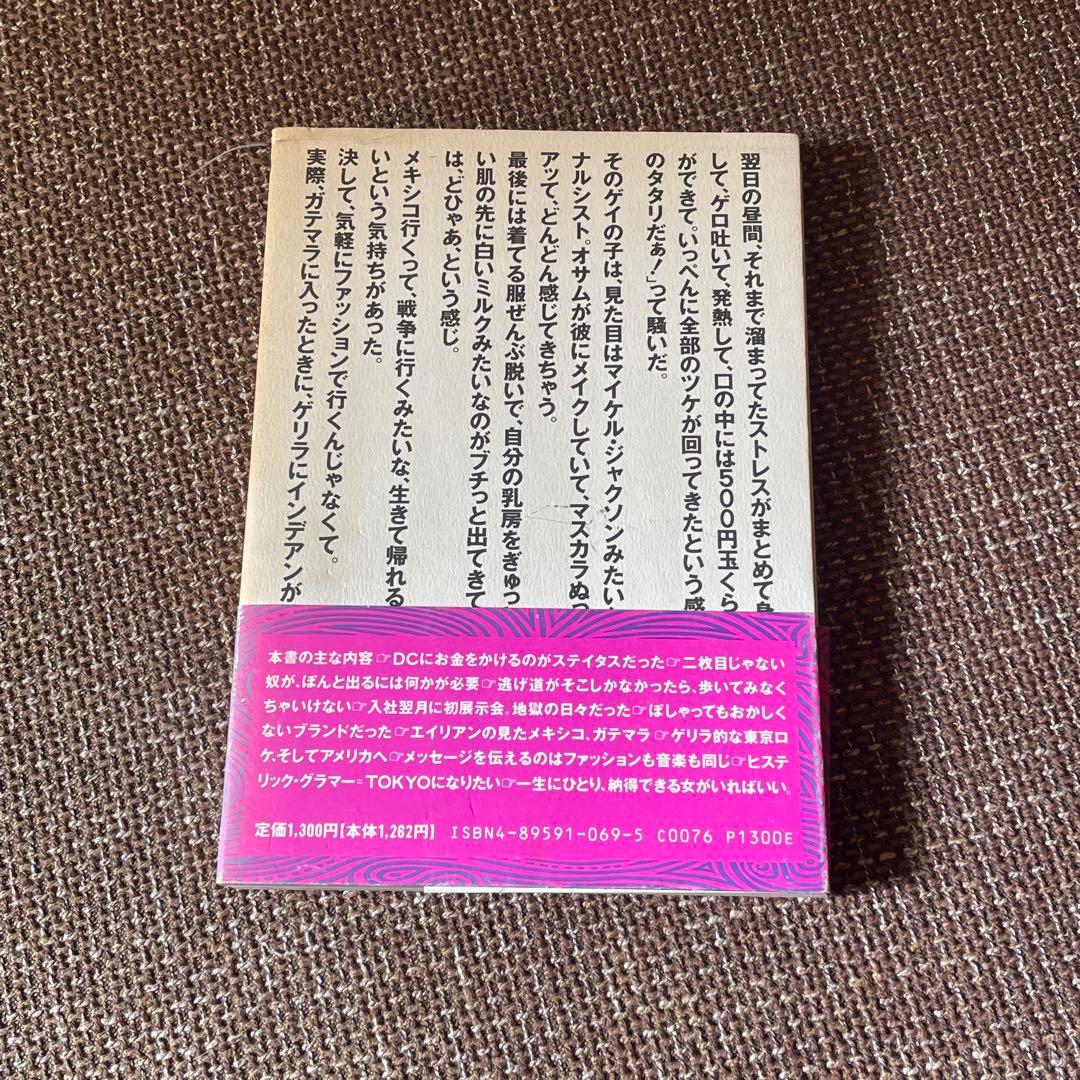 翌日の昼間、それまで溜まってたストレスがまとめて
して、ゲロ吐いて、発熱して、口の中には500円玉くら
ができて。いっぺんに全部のツケが回ってきたという感
のタタリだぁ!」って騒いだ。
そのゲイの子は、見た目はマイケル・ジャクソンみたい
ナルシスト。オサムが彼にメイクしていて、マスカラぬっ
アッて、どんどん感じてきちゃう。
最後には着てる服ぜんぶ脱いで、自分の乳房をぎゅっ
い肌の先に白いミルクみたいなのがブチっと出てきて
は、どひゃあ、という感じ。
メキシコ行くって、戦争に行くみたいな、生きて帰れる
いという気持ちがあった。
決して、気軽にファッションで行くんじゃなくて。
実際、ガテマラに入ったときに、ゲリラにインデアンが
本書の主な内容☞DCにお金をかけるのがステイタスだった☞二枚目じゃない
奴が、ぽんと出るには何かが必要☞逃げ道がそこしかなかったら、歩いてみなく
ちゃいけない☞入社翌月に初展示会。地獄の日々だった☞ぽしゃってもおかしく
ないブランドだった☞エイリアンの見たメキシコ、ガテマラ☞ゲリラ的な東京ロ
ケ、そしてアメリカへ☞メッセージを伝えるのはファッションも音楽も同じ☞ヒステ
リック・グラマー=TOKYOになりたい☞一生にひとり、納得できる女がいればいい。
定価1,300円【本体1,262円】 ISBN4-89591-069-5 C0076 P1300E